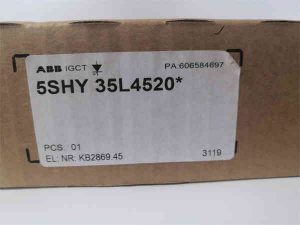 ABB IGCT PA:606584697
5SHY 35L4520*
PCS: 01
EL: NR: KB2869.45
3119